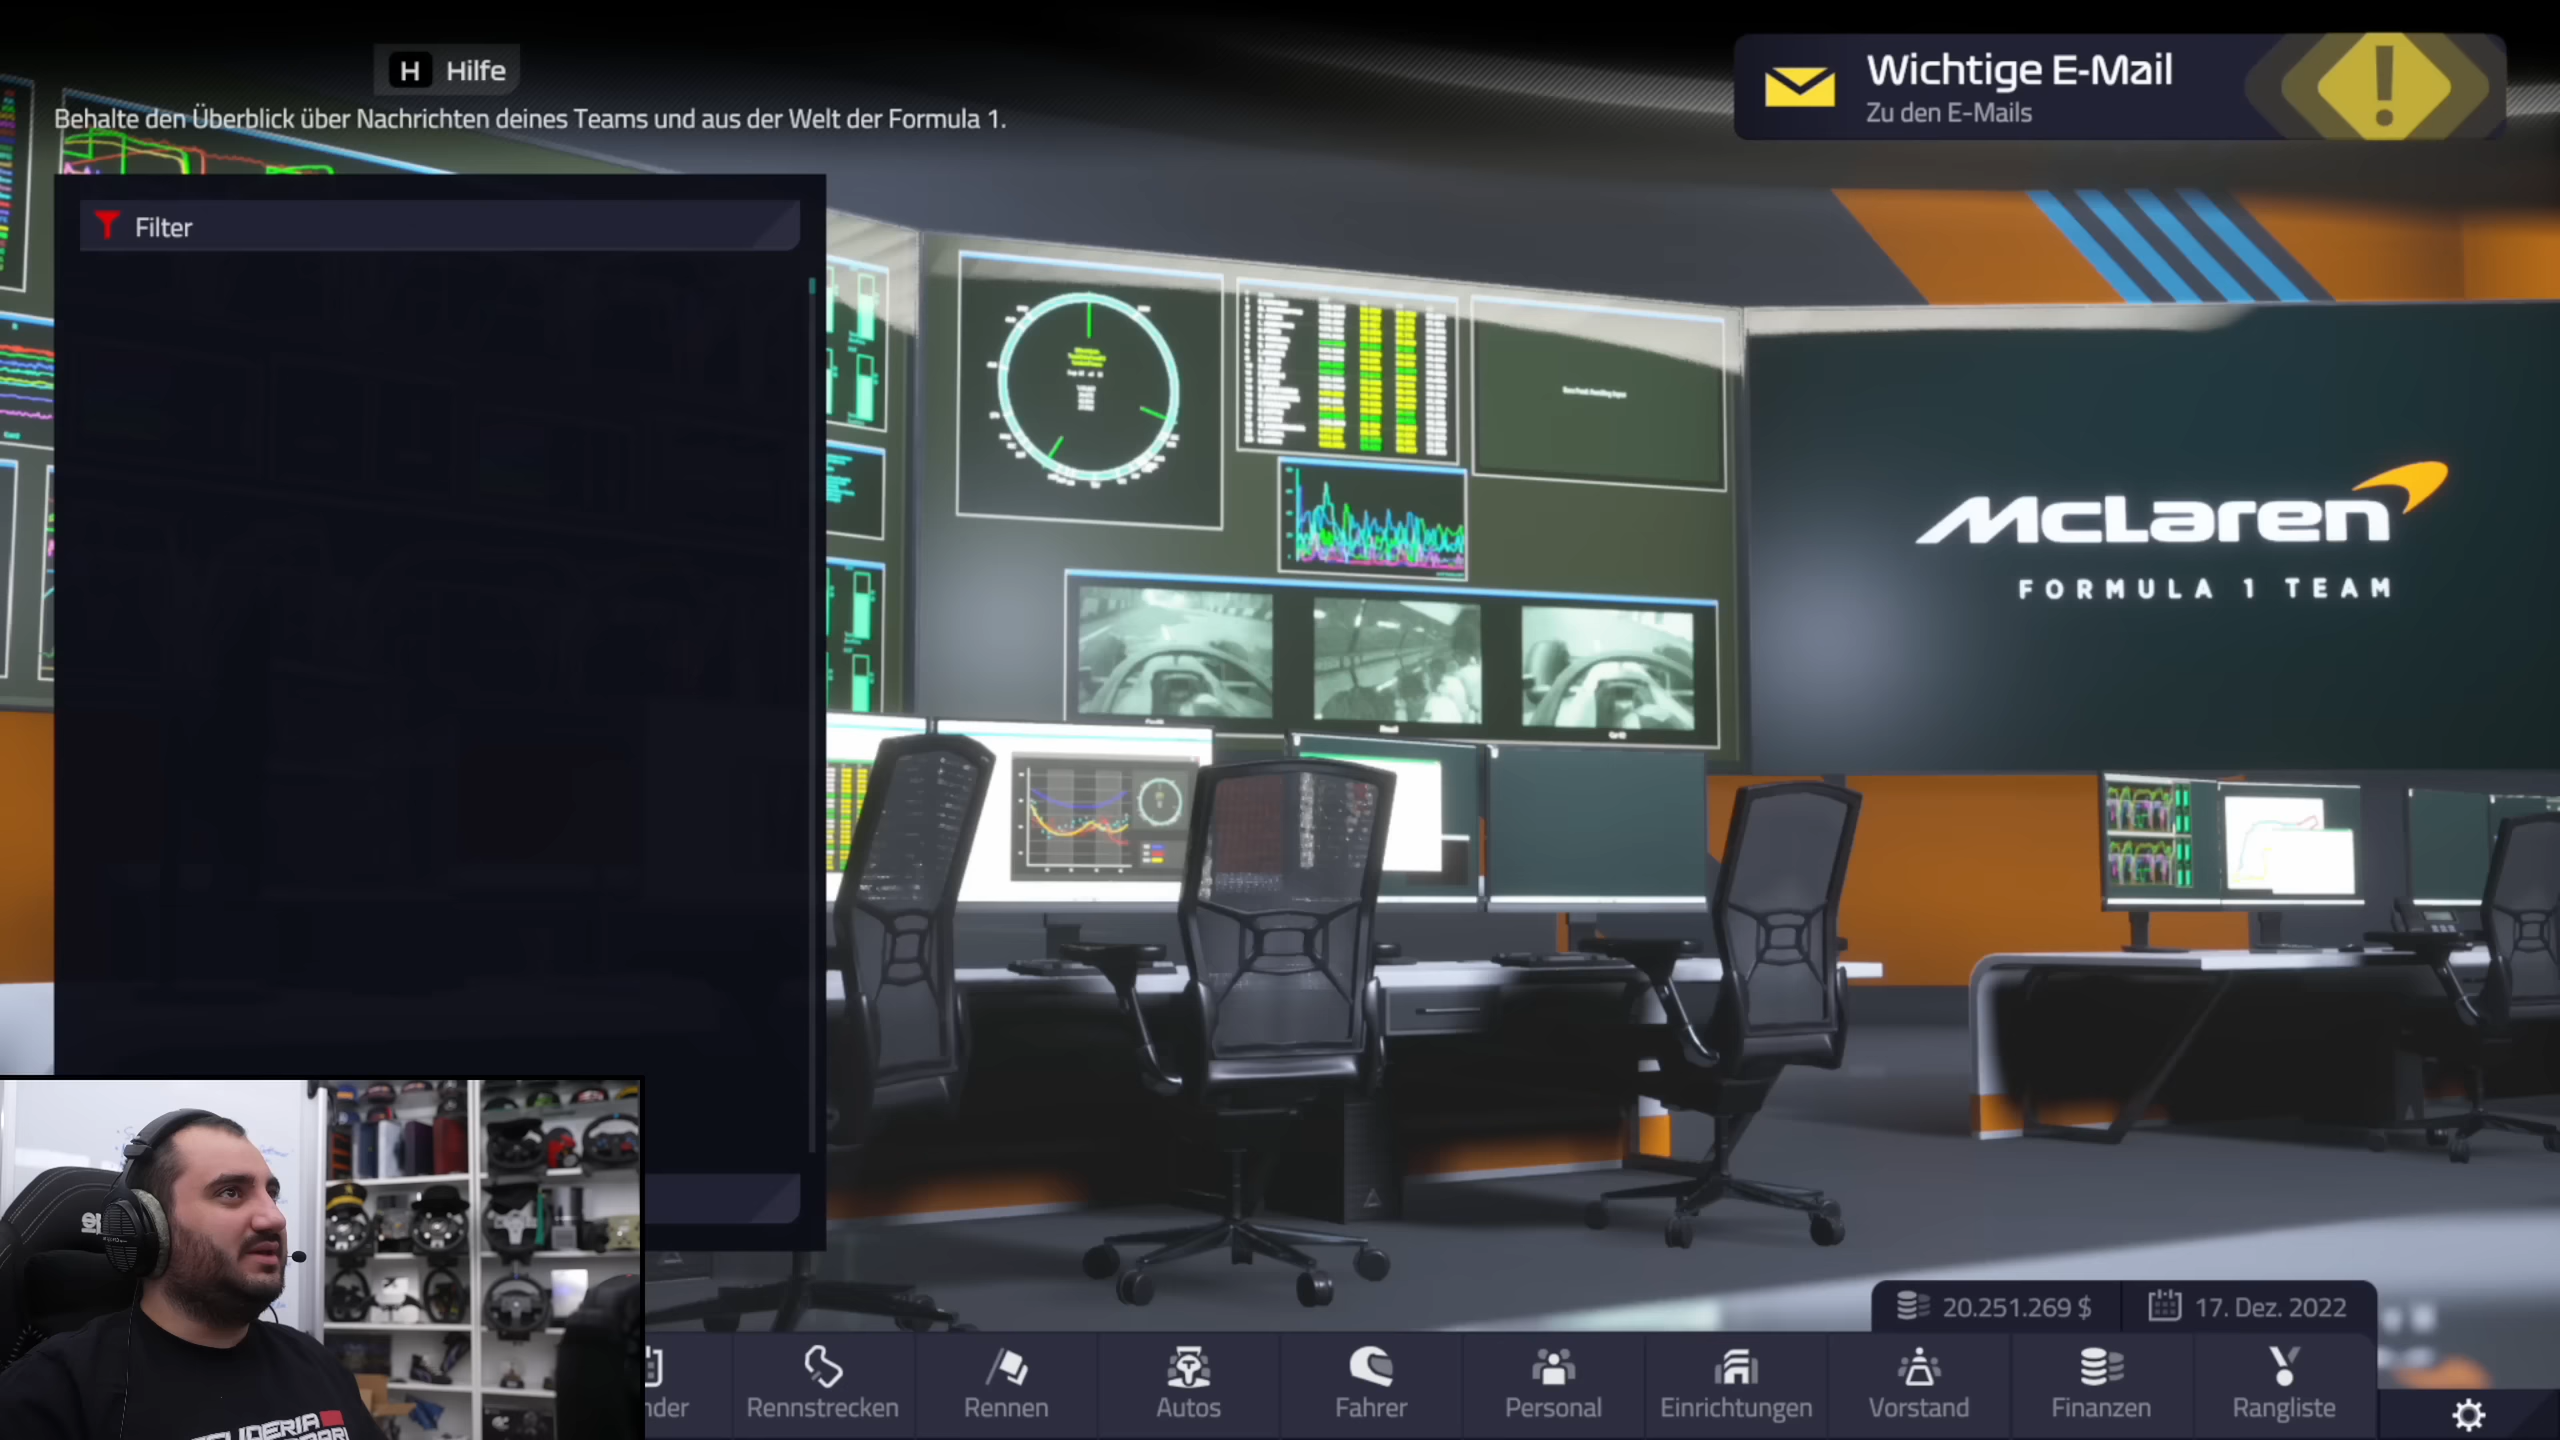 H Hilfe
Behalte den Überblick über Nachrichten deines Teams und aus der Welt der Formula 1.
Wichtige E-Mail
Zu den E-Mails
Filter
McLaren
FORMULA 1 TEAM
20.251.269 $
17. Dez. 2022
nder
Rennstrecken
Rennen
Autos
Fahrer
Personal
Einrichtungen
Vorstand
Finanzen
Rangliste